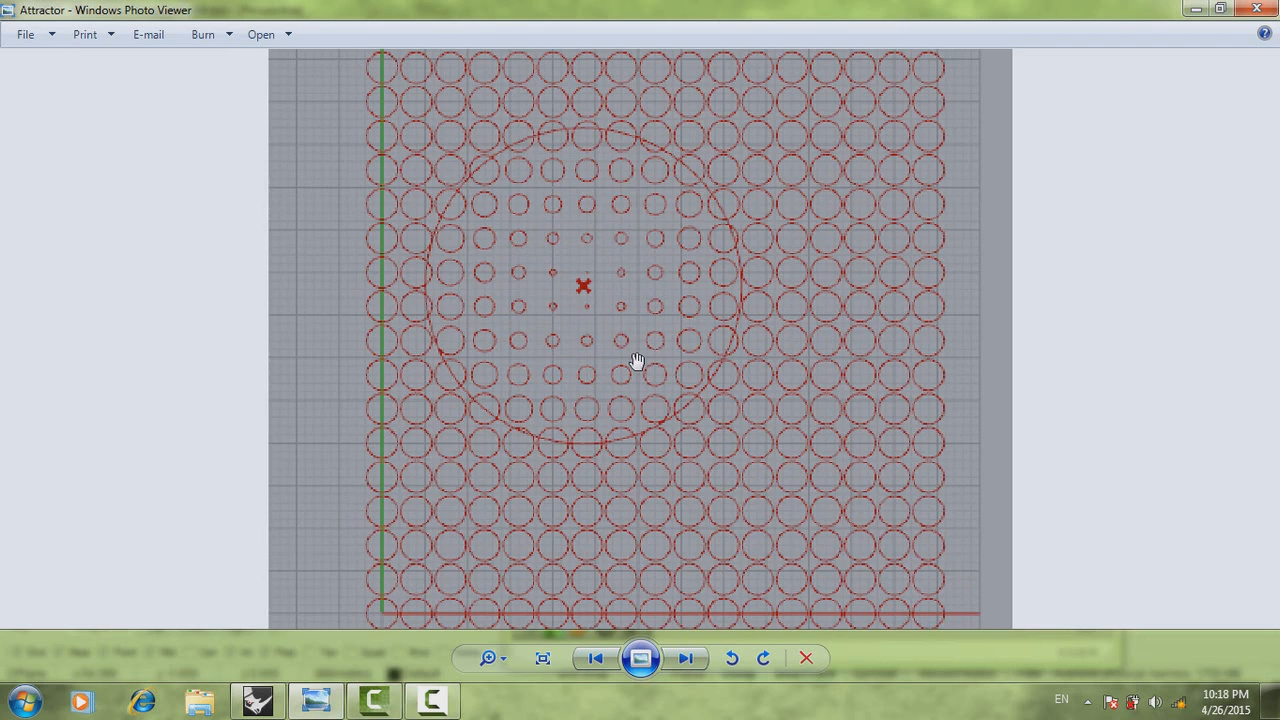 Attractor - Windows Photo Viewer
File Print E-mail Burn Open
EN
10:18 PM
4/26/2015